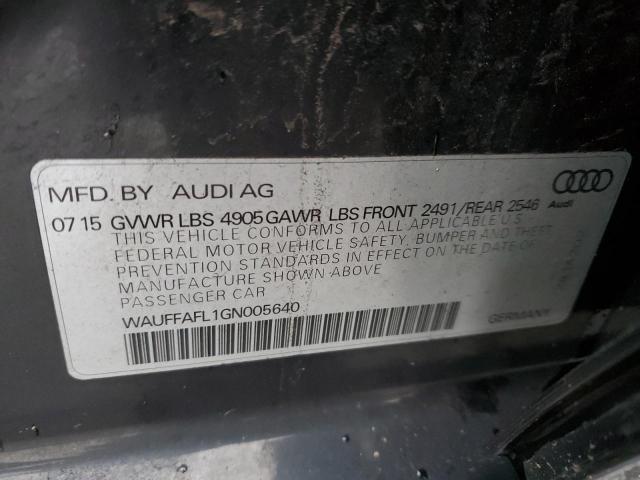 MFD. BY AUDI AG
Audi
07 15 GVWR LBS 4905 GAWR LBS FRONT 2491/REAR 2546
THIS VEHICLE CONFORMS TO ALL APPLICABLE U.S.
FEDERAL MOTOR VEHICLE SAFETY, BUMPER AND THEFT
PREVENTION STANDARDS IN EFFECT ON THE DATE OF
MANUFACTURE SHOWN ABOVE
PASSENGER CAR
WAUFFAFL1GN005640
GERMANY